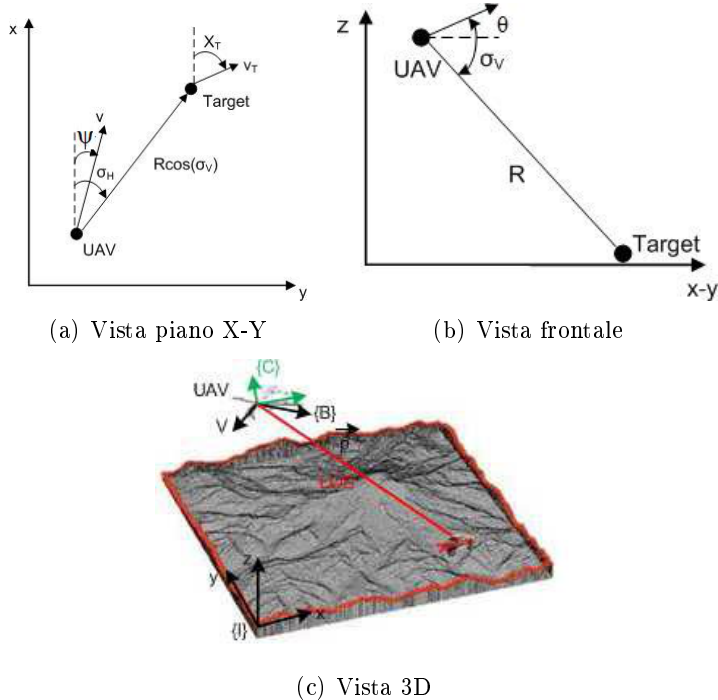 x
X_T
v_T
Target
v
Ψ
σ_H
Rcos(σ_V)
UAV
y
(a) Vista piano X-Y
z
θ
UAV
σ_V
R
Target
x-y
(b) Vista frontale
{C}
UAV
{B}
V
p
LOS
z
y
x
{I}
(c) Vista 3D